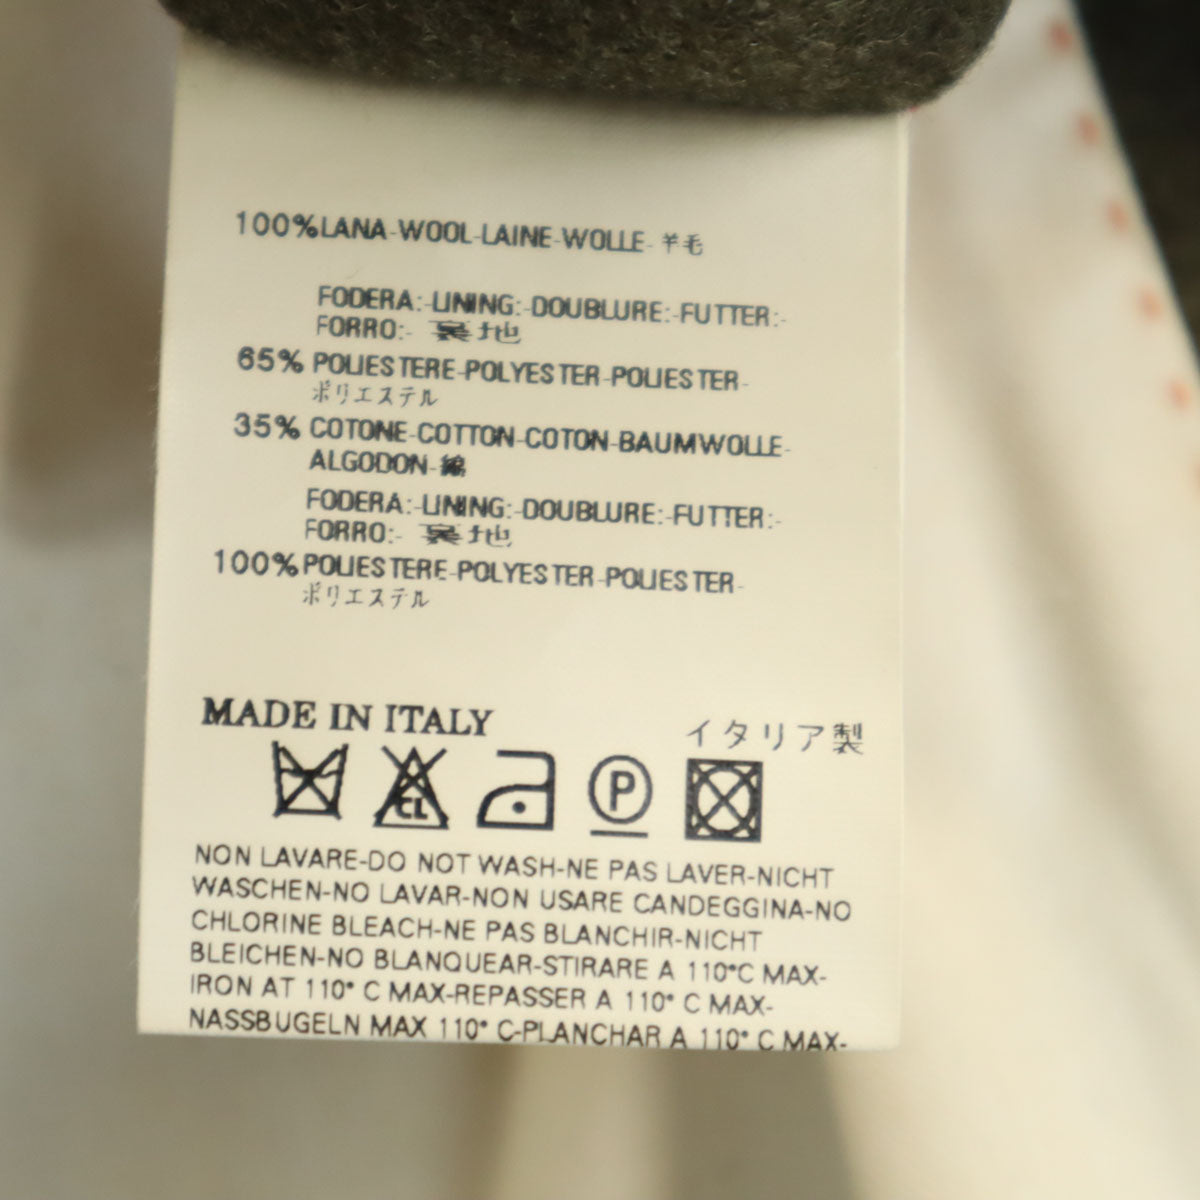 100%LANA-WOOL-LAINE-WOLLE-羊毛
FODERA:-LINING:-DOUBLURE:-FUTTER:-
FORRO:- 裏地
65% POLIESTERE-POLYESTER-POLIESTER-
ポリエステル
35% COTONE-COTTON-COTON-BAUMWOLLE-
ALGODON-綿
FODERA:-LINING:-DOUBLURE:-FUTTER:-
FORRO:- 裏地
100%POLIESTERE-POLYESTER-POLIESTER-
ポリエステル
MADE IN ITALY イタリア製
CL P
NON LAVARE-DO NOT WASH-NE PAS LAVER-NICHT
WASCHEN-NO LAVAR-NON USARE CANDEGGINA-NO
CHLORINE BLEACH-NE PAS BLANCHIR-NICHT
BLEICHEN-NO BLANQUEAR-STIRARE A 110°C MAX-
IRON AT 110° C MAX-REPASSER A 110° C MAX-
NASSBUGELN MAX 110° C-PLANCHAR A 110° C MAX-